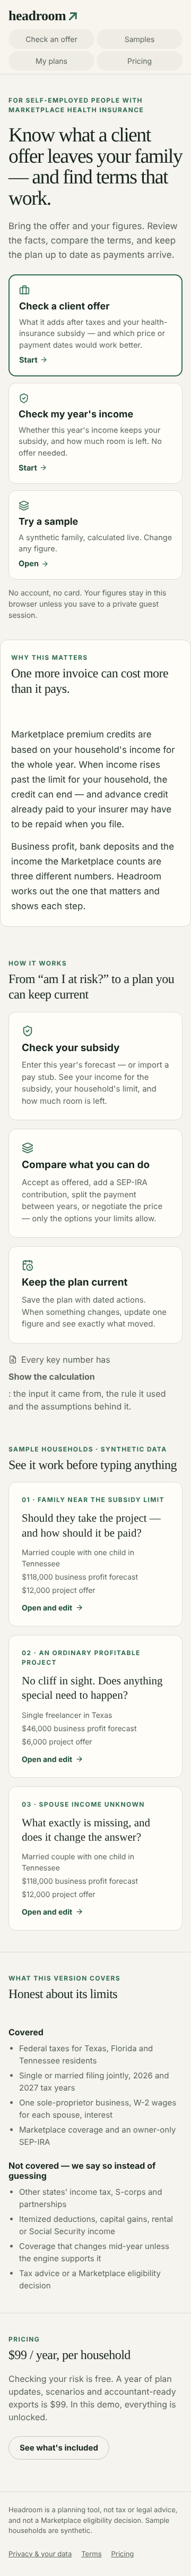 headroom
Check an offer
Samples
My plans
Pricing
FOR SELF-EMPLOYED PEOPLE WITH
MARKETPLACE HEALTH INSURANCE
Know what a client
offer leaves your family
— and find terms that
work.
Bring the offer and your figures. Review
the facts, compare the terms, and keep
the plan up to date as payments arrive.
Check a client offer
What it adds after taxes and your health-
insurance subsidy — and which price or
payment dates would work better.
Start →
Check my year's income
Whether this year's income keeps your
subsidy, and how much room is left. No
offer needed.
Start →
Try a sample
A synthetic family, calculated live. Change
any figure.
Open →
No account, no card. Your figures stay in this
browser unless you save to a private guest
session.
WHY THIS MATTERS
One more invoice can cost more
than it pays.
Marketplace premium credits are
based on your household's income for
the whole year. When income rises
past the limit for your household, the
credit can end — and advance credit
already paid to your insurer may have
to be repaid when you file.
Business profit, bank deposits and the
income the Marketplace counts are
three different numbers. Headroom
works out the one that matters and
shows each step.
HOW IT WORKS
From “am I at risk?” to a plan you
can keep current
Check your subsidy
Enter this year's forecast — or import a
pay stub. See your income for the
subsidy, your household's limit, and
how much room is left.
Compare what you can do
Accept as offered, add a SEP-IRA
contribution, split the payment
between years, or negotiate the price
— only the options your limits allow.
Keep the plan current
Save the plan with dated actions.
When something changes, update one
figure and see exactly what moved.
Every key number has
Show the calculation
: the input it came from, the rule it used
and the assumptions behind it.
SAMPLE HOUSEHOLDS · SYNTHETIC DATA
See it work before typing anything
01 · FAMILY NEAR THE SUBSIDY LIMIT
Should they take the project —
and how should it be paid?
Married couple with one child in
Tennessee
$118,000 business profit forecast
$12,000 project offer
Open and edit →
02 · AN ORDINARY PROFITABLE
PROJECT
No cliff in sight. Does anything
special need to happen?
Single freelancer in Texas
$46,000 business profit forecast
$6,000 project offer
Open and edit →
03 · SPOUSE INCOME UNKNOWN
What exactly is missing, and
does it change the answer?
Married couple with one child in
Tennessee
$118,000 business profit forecast
$12,000 project offer
Open and edit →
WHAT THIS VERSION COVERS
Honest about its limits
Covered
• Federal taxes for Texas, Florida and
Tennessee residents
• Single or married filing jointly, 2026 and
2027 tax years
• One sole-proprietor business, W-2 wages
for each spouse, interest
• Marketplace coverage and an owner-only
SEP-IRA
Not covered — we say so instead of
guessing
• Other states' income tax, S-corps and
partnerships
• Itemized deductions, capital gains, rental
or Social Security income
• Coverage that changes mid-year unless
the engine supports it
• Tax advice or a Marketplace eligibility
decision
PRICING
$99 / year, per household
Checking your risk is free. A year of plan
updates, scenarios and accountant-ready
exports is $99. In this demo, everything is
unlocked.
See what's included
Headroom is a planning tool, not tax or legal advice,
and not a Marketplace eligibility decision. Sample
households are synthetic.
Privacy & your data
Terms
Pricing